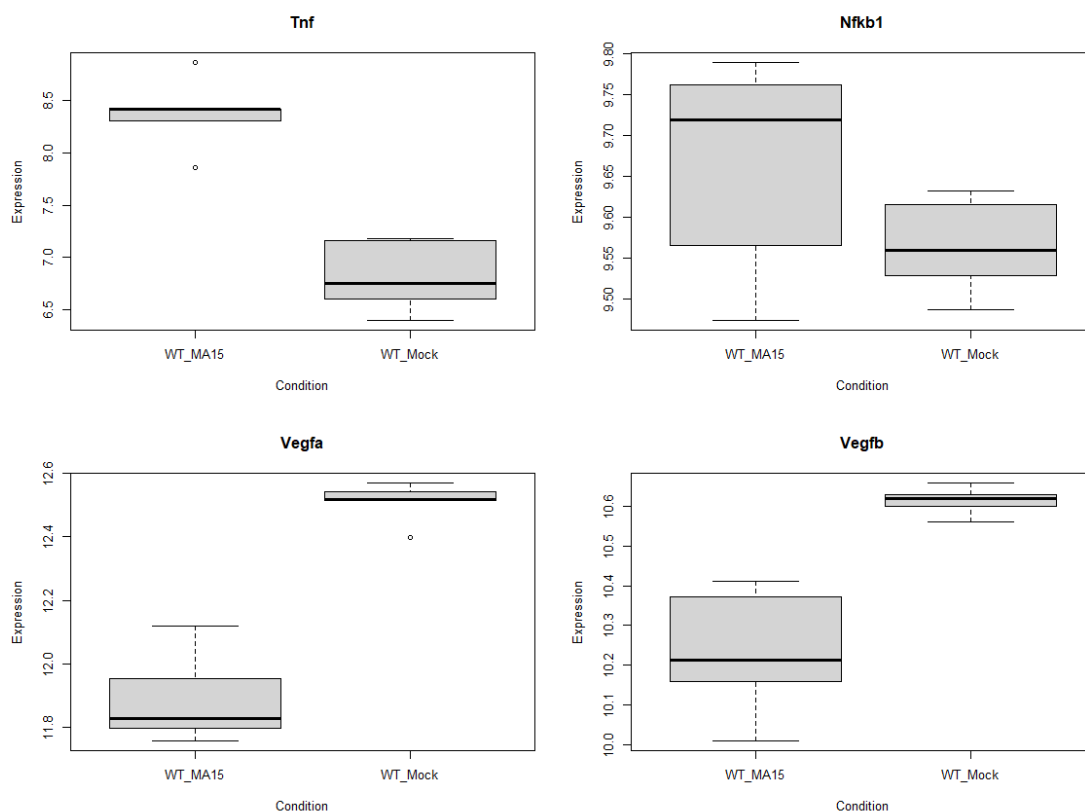 Tnf
8.5
8.0
7.5
7.0
6.5
Expression
WT_MA15 WT_Mock
Condition
Nfkb1
9.80
9.75
9.70
9.65
9.60
9.55
9.50
Expression
WT_MA15 WT_Mock
Condition
Vegfa
12.6
12.4
12.2
12.0
11.8
Expression
WT_MA15 WT_Mock
Condition
Vegfb
10.6
10.5
10.4
10.3
10.2
10.1
10.0
Expression
WT_MA15 WT_Mock
Condition